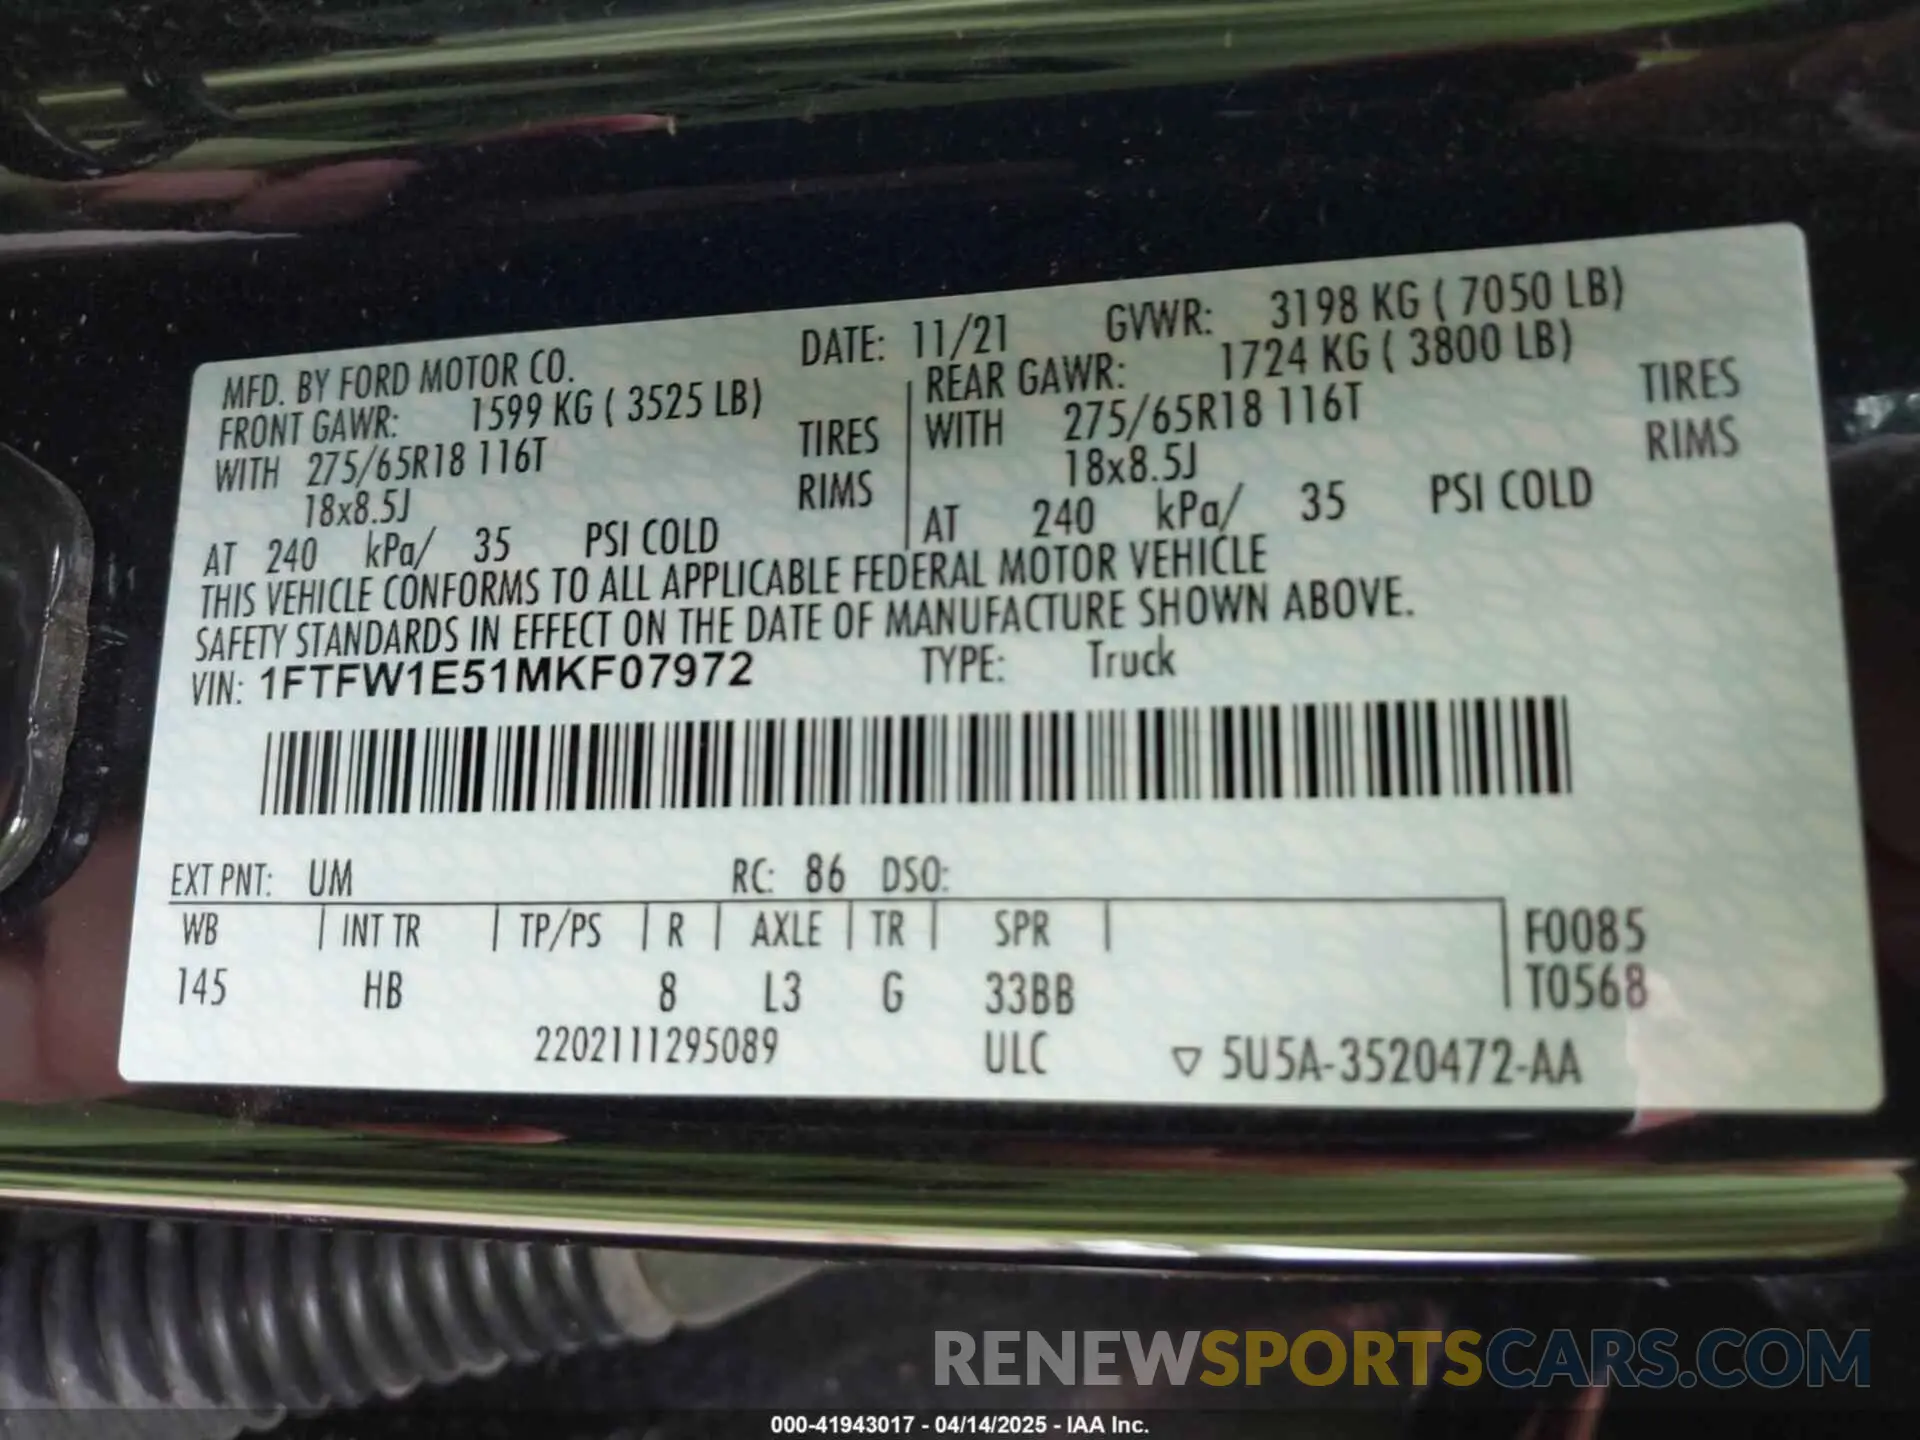 MFD. BY FORD MOTOR CO. DATE: 11/21 GVWR: 3198 KG ( 7050 LB)
FRONT GAWR: 1599 KG ( 3525 LB)
WITH 275/65R18 116T TIRES
18x8.5J RIMS
AT 240 kPa/ 35 PSI COLD
REAR GAWR: 1724 KG ( 3800 LB)
WITH 275/65R18 116T TIRES
18x8.5J RIMS
AT 240 kPa/ 35 PSI COLD
THIS VEHICLE CONFORMS TO ALL APPLICABLE FEDERAL MOTOR VEHICLE
SAFETY STANDARDS IN EFFECT ON THE DATE OF MANUFACTURE SHOWN ABOVE.
VIN: 1FTFW1E51MKF07972 TYPE: Truck
EXT PNT: UM RC: 86 DSO:
WB INT TR TP/PS R AXLE TR SPR F0085
145 HB 8 L3 G 33BB T0568
2202111295089 ULC ▽ 5U5A-3520472-AA
RENEWSPORTSCARS.COM
000-41943017 - 04/14/2025 - IAA Inc.